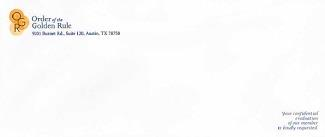 OGR
Order of the
Golden Rule
9101 Burnet Rd., Suite 120, Austin, TX 78758
Your confidential
evaluation
of our member
is kindly requested.